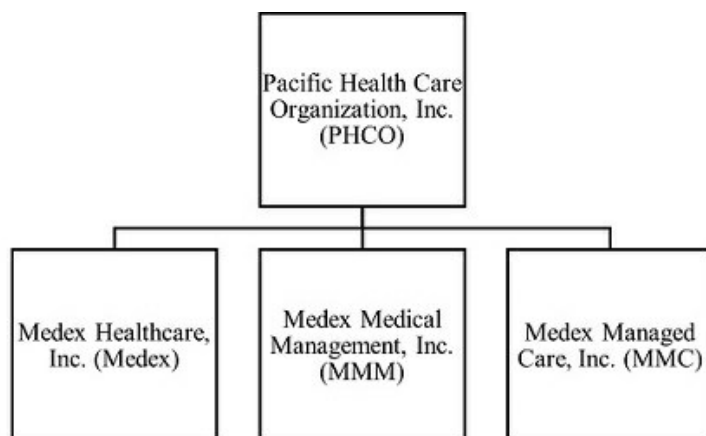 Pacific Health Care
Organization, Inc.
(PHCO)
Medex Healthcare,
Inc. (Medex)
Medex Medical
Management, Inc.
(MMM)
Medex Managed
Care, Inc. (MMC)